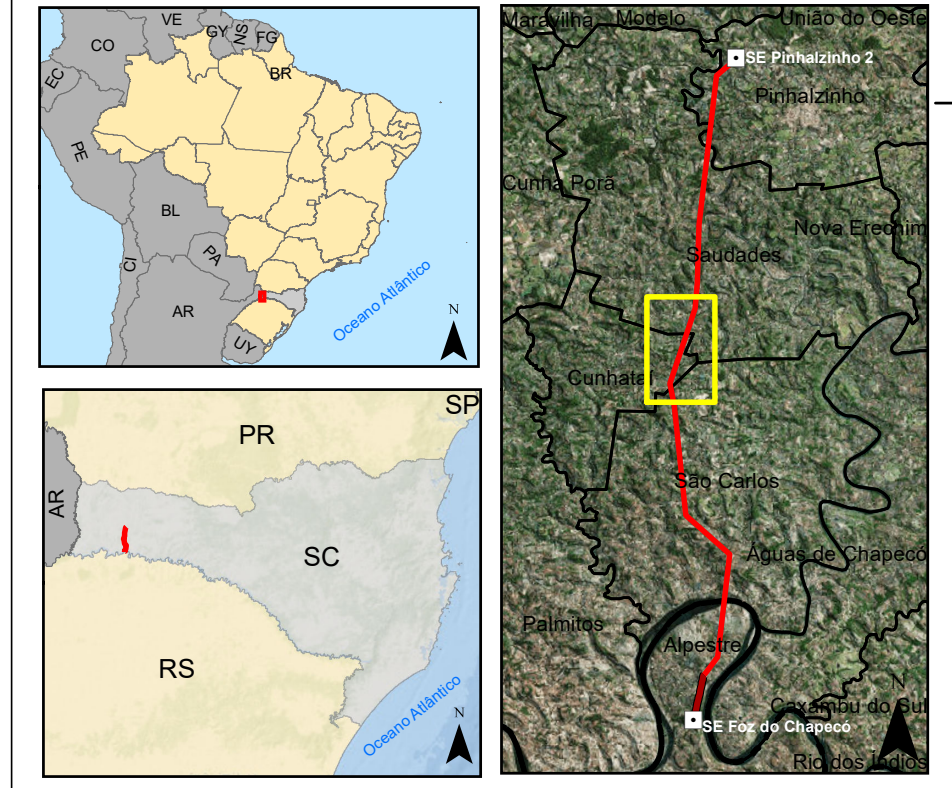 VE
GY
NS
FG
CO
BR
EC
PE
BL
PA
CI
AR
UY
Oceano Atlântico
N
SP
PR
AR
SC
RS
Oceano Atlântico
N
Maravilha
Modelo
União do Oeste
SE Pinhalzinho 2
Pinhalzinho
Cunha Porã
Nova Erechim
Saudades
Cunhataí
São Carlos
Águas de Chapecó
Palmitos
Alpestre
N
Caxambu do Sul
SE Foz do Chapecó
Rio dos Índios